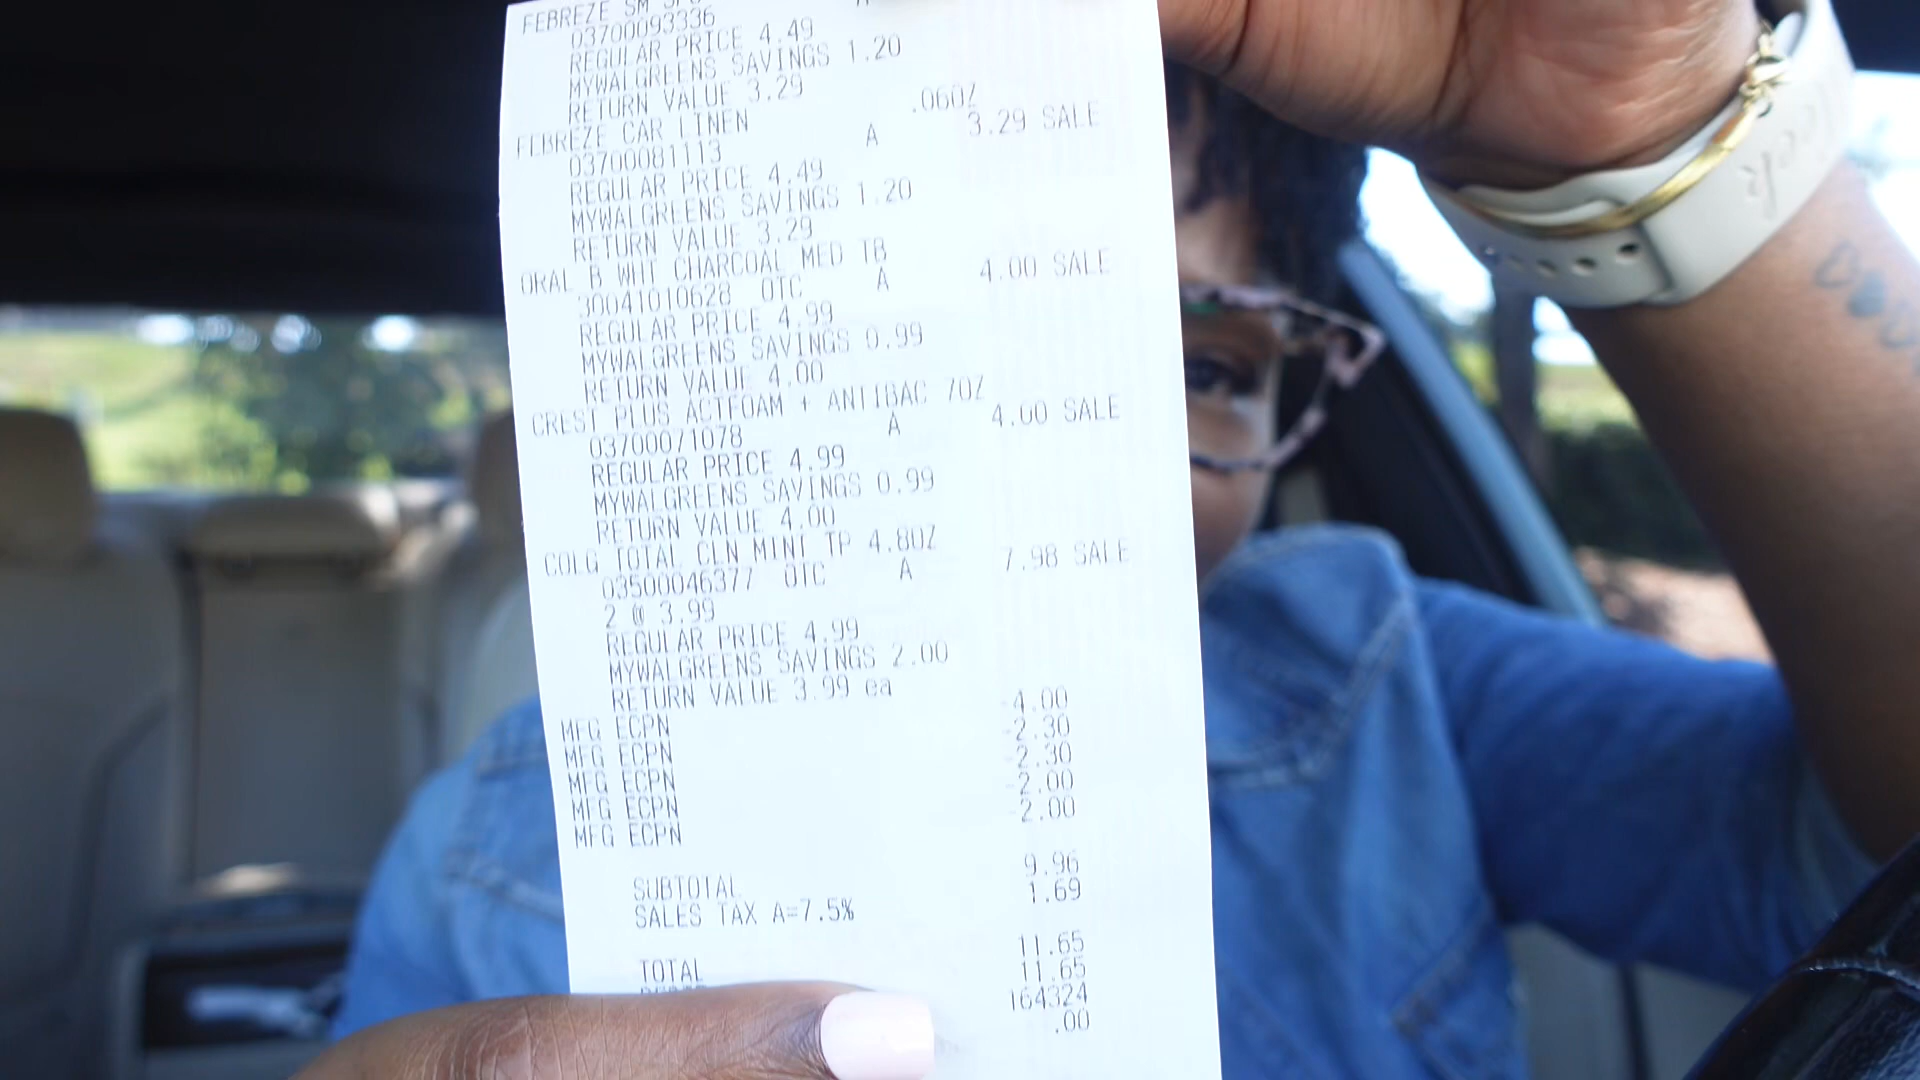 FEBREZE SM A
03700093336
REGULAR PRICE 4.49
MYWALGREENS SAVINGS 1.20
RETURN VALUE 3.29
FEBREZE CAR LINEN .06OZ
03700081113 A 3.29 SALE
REGULAR PRICE 4.49
MYWALGREENS SAVINGS 1.20
RETURN VALUE 3.29
ORAL B WHT CHARCOAL MED TB
30041010628 OTC A 4.00 SALE
REGULAR PRICE 4.99
MYWALGREENS SAVINGS 0.99
RETURN VALUE 4.00
CREST PLUS ACTFOAM + ANTIBAC 7OZ
03700071078 A 4.00 SALE
REGULAR PRICE 4.99
MYWALGREENS SAVINGS 0.99
RETURN VALUE 4.00
COLG TOTAL CLN MINT TP 4.8OZ
03500046377 OTC A 7.98 SALE
2 @ 3.99
REGULAR PRICE 4.99
MYWALGREENS SAVINGS 2.00
RETURN VALUE 3.99 ea
MFG ECPN -4.00
MFG ECPN -2.30
MFG ECPN -2.30
MFG ECPN -2.00
MFG ECPN -2.00
SUBTOTAL 9.96
SALES TAX A=7.5% 1.69
TOTAL 11.65
11.65
164324
.00